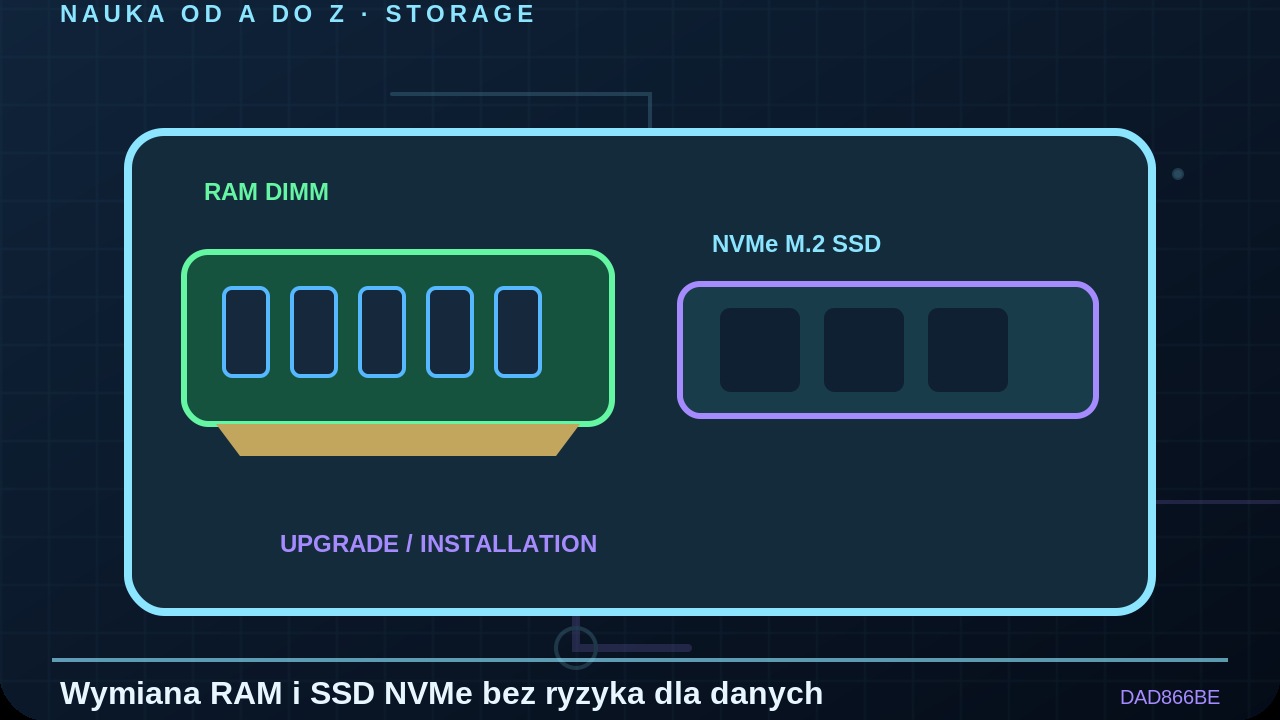 NAUKA OD A DO Z · STORAGE
RAM DIMM
NVMe M.2 SSD
UPGRADE / INSTALLATION
Wymiana RAM i SSD NVMe bez ryzyka dla danych
DAD866BE